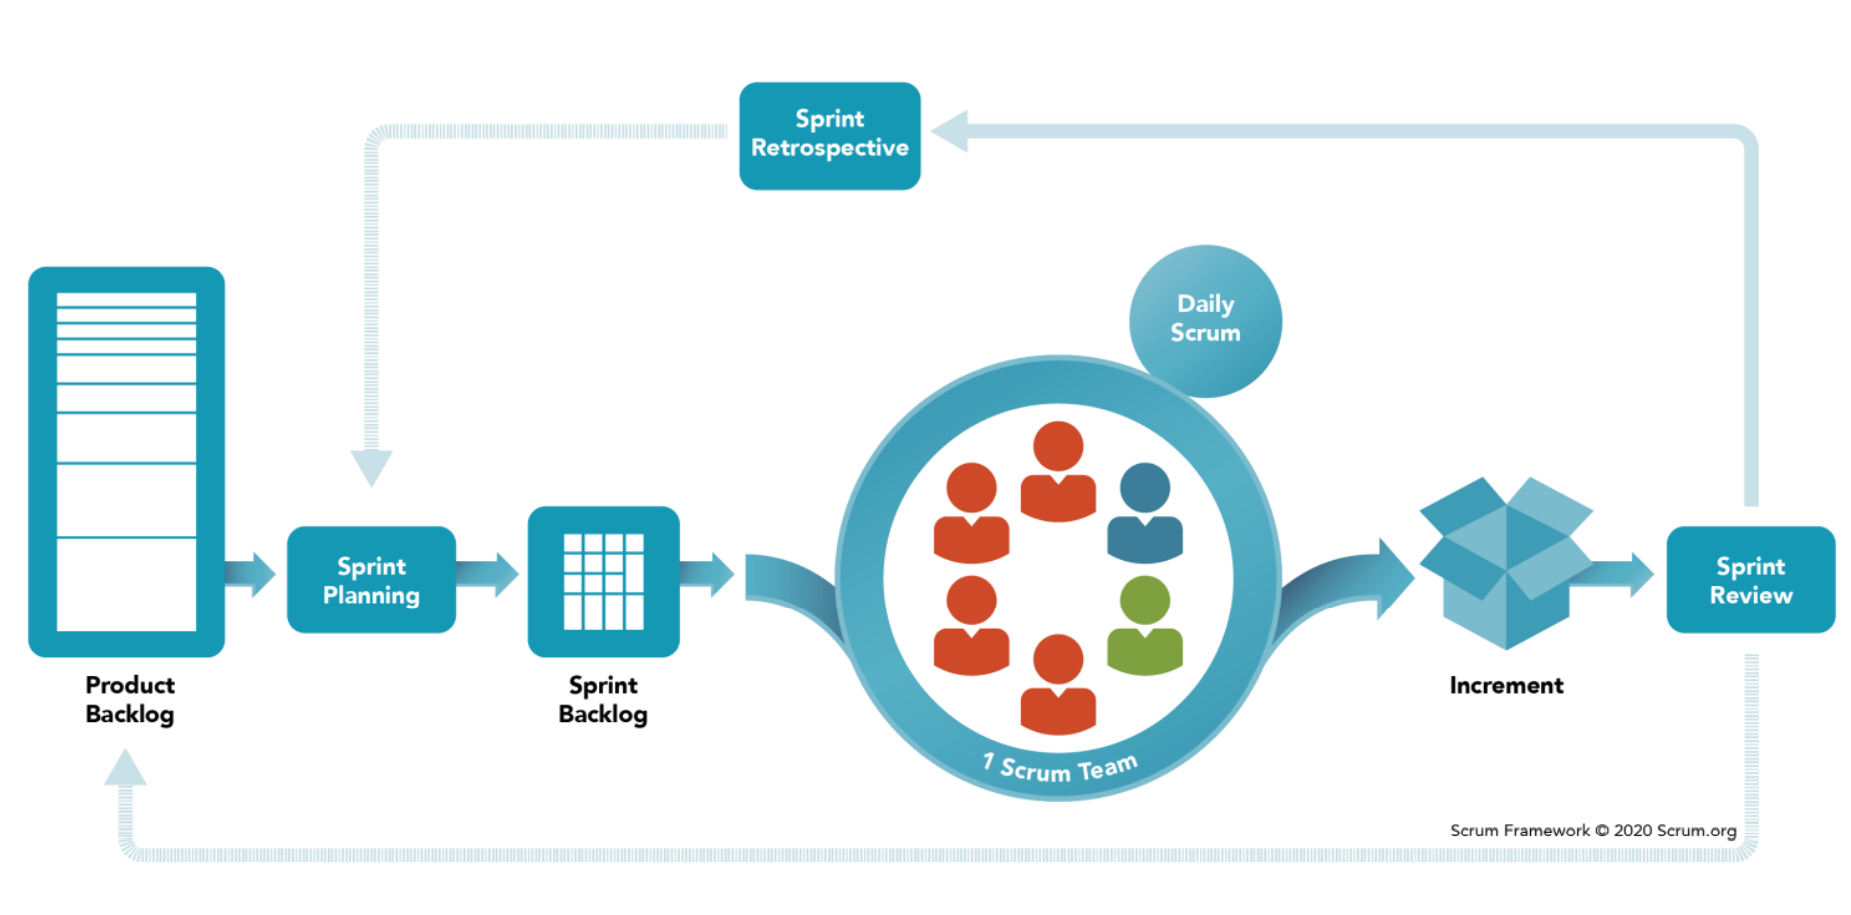 Sprint
Retrospective
Daily
Scrum
Sprint
Planning
Sprint
Review
Product
Backlog
Sprint
Backlog
1 Scrum Team
Increment
Scrum Framework © 2020 Scrum.org